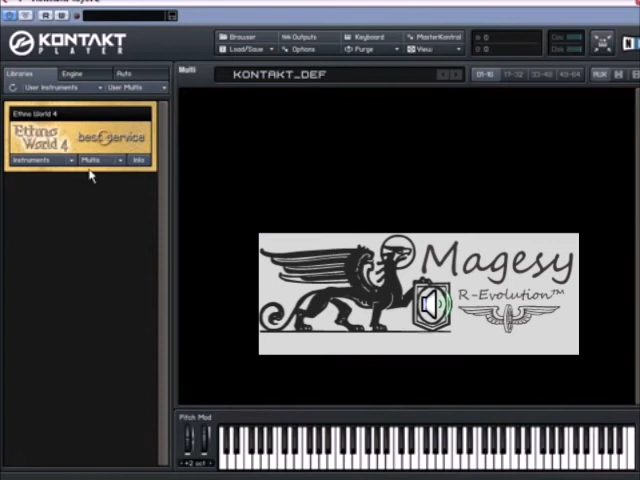 KONTAKT
PLAYER
Browser
Outputs
Keyboard
MasterKontrol
Load/Save
Options
Purge
View
Libraries
Engine
Auto
User Instruments
User Multis
Multi
KONTAKT_DEF
01-16
17-32
33-48
49-64
AUX
Ethno World 4
Ethno
World 4
best service
Instruments
Multis
Info
Magesy
R-Evolution™
Pitch Mod
+2 oct